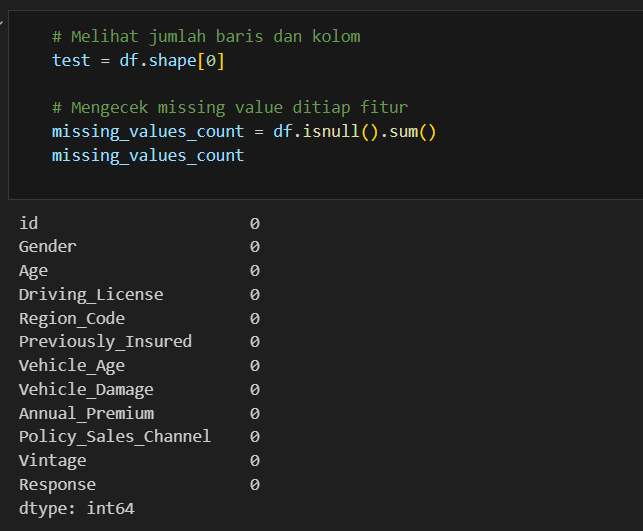 # Melihat jumlah baris dan kolom
test = df.shape[0]
# Mengecek missing value ditiap fitur
missing_values_count = df.isnull().sum()
missing_values_count
id 0
Gender 0
Age 0
Driving_License 0
Region_Code 0
Previously_Insured 0
Vehicle_Age 0
Vehicle_Damage 0
Annual_Premium 0
Policy_Sales_Channel 0
Vintage 0
Response 0
dtype: int64